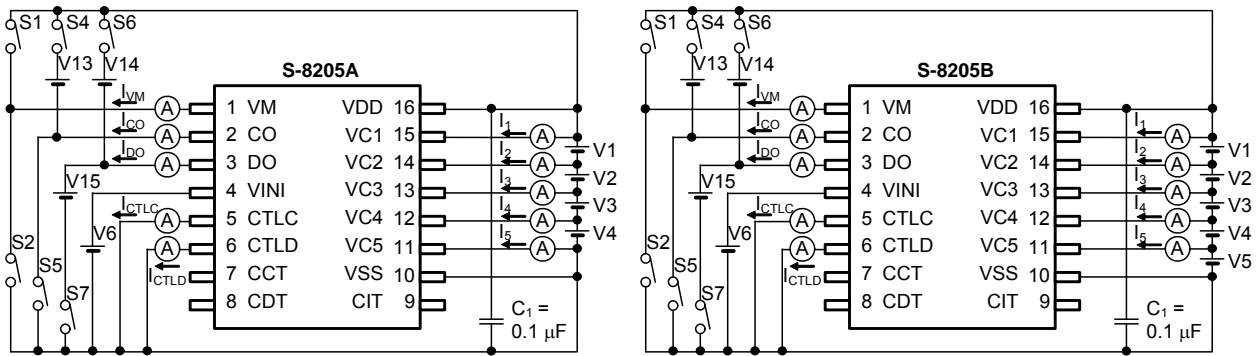 S1 S4 S6
V13 V14
S-8205A
IVM A 1 VM VDD 16
ICO A 2 CO VC1 15 I1 A
IDO A 3 DO VC2 14 I2 A V1
V15 4 VINI VC3 13 I3 A V2
ICTLC A 5 CTLC VC4 12 I4 A V3
S2 V6 A 6 CTLD VC5 11 I5 A V4
S5 ICTLD 7 CCT VSS 10
S7 8 CDT CIT 9
C1 =
0.1 μF
S1 S4 S6
V13 V14
S-8205B
IVM A 1 VM VDD 16
ICO A 2 CO VC1 15 I1 A
IDO A 3 DO VC2 14 I2 A V1
V15 4 VINI VC3 13 I3 A V2
ICTLC A 5 CTLC VC4 12 I4 A V3
S2 V6 A 6 CTLD VC5 11 I5 A V4
S5 ICTLD 7 CCT VSS 10 V5
S7 8 CDT CIT 9
C1 =
0.1 μF